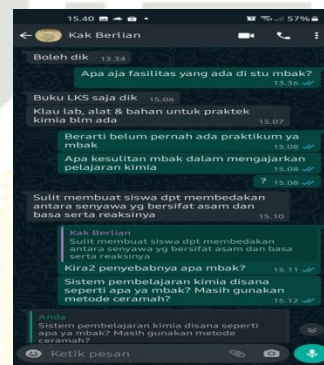 15.40
57%
Kak Berlian
Boleh dik 13.34
Apa aja fasilitas yang ada di stu mbak?
13.36
Buku LKS saja dik 15.06
Klau lab, alat & bahan untuk praktek
kimia blm ada 15.07
Berarti belum pernah ada praktikum ya
mbak 15.08
Apa kesulitan mbak dalam mengajarkan
pelajaran kimia 15.08
? 15.08
Sulit membuat siswa dpt membedakan
antara senyawa yg bersifat asam dan
basa serta reaksinya 15.10
Kak Berlian
Sulit membuat siswa dpt membedakan
antara senyawa yg bersifat asam dan basa
serta reaksinya
Kira2 penyebabnya apa mbak? 15.11
Sistem pembelajaran kimia disana
seperti apa ya mbak? Masih gunakan
metode ceramah? 15.12
Anda
Sistem pembelajaran kimia disana seperti
apa ya mbak? Masih gunakan metode
ceramah?
Ketik pesan